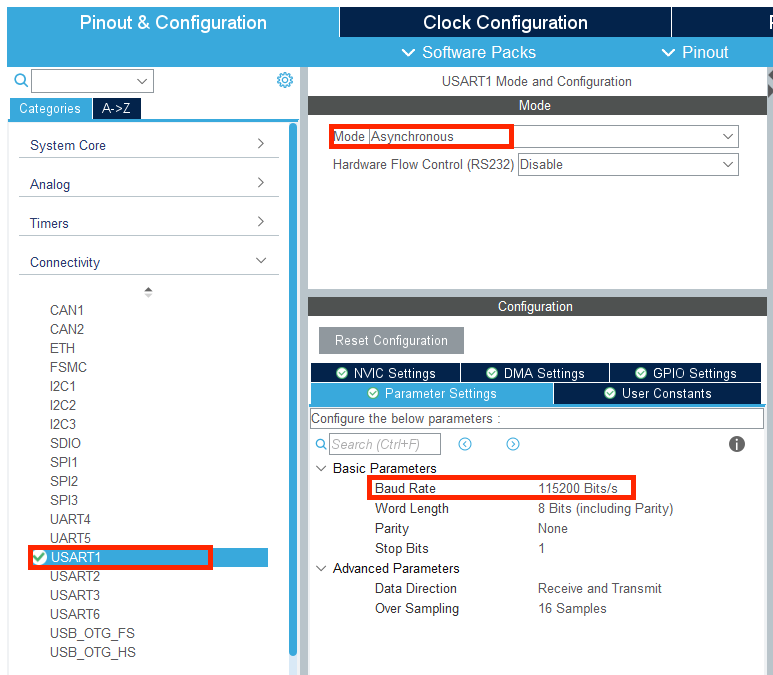 Pinout & Configuration
Clock Configuration
Software Packs
Pinout
Categories
A->Z
System Core
Analog
Timers
Connectivity
CAN1
CAN2
ETH
FSMC
I2C1
I2C2
I2C3
SDIO
SPI1
SPI2
SPI3
UART4
UART5
USART1
USART2
USART3
USART6
USB_OTG_FS
USB_OTG_HS
USART1 Mode and Configuration
Mode
Mode Asynchronous
Hardware Flow Control (RS232) Disable
Configuration
Reset Configuration
NVIC Settings
DMA Settings
GPIO Settings
Parameter Settings
User Constants
Configure the below parameters :
Search (Ctrl+F)
Basic Parameters
Baud Rate 115200 Bits/s
Word Length 8 Bits (including Parity)
Parity None
Stop Bits 1
Advanced Parameters
Data Direction Receive and Transmit
Over Sampling 16 Samples